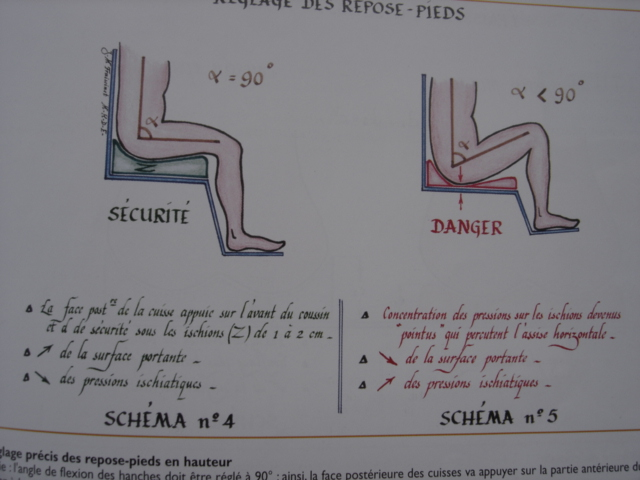 RÉGLAGE DES REPOSE-PIEDS
α = 90°
α
SÉCURITÉ
α < 90°
α
DANGER
Δ La face postre de la cuisse appuie sur l'avant du coussin
et d de sécurité sous les ischions (Z) de 1 à 2 cm -
Δ ↗ de la surface portante -
Δ ↘ des pressions ischiatiques -
SCHÉMA nº 4
Δ Concentration des pressions sur les ischions devenus
"pointus" qui percutent l'assise horizontale -
Δ ↘ de la surface portante -
Δ ↗ des pressions ischiatiques -
SCHÉMA nº 5
glage précis des repose-pieds en hauteur
e : l'angle de flexion des hanches doit être réglé à 90° : ainsi, la face postérieure des cuisses va appuyer sur la partie antérieure d